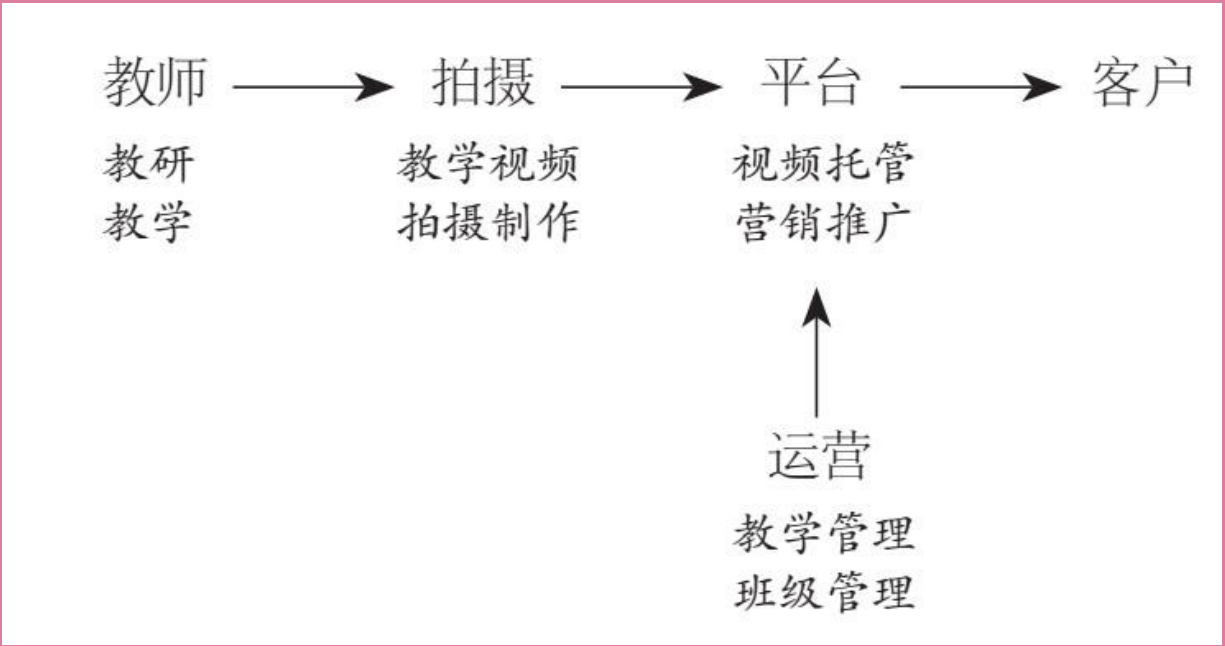 教师 拍摄 平台 客户
教研 教学视频 视频托管
教学 拍摄制作 营销推广
运营
教学管理
班级管理